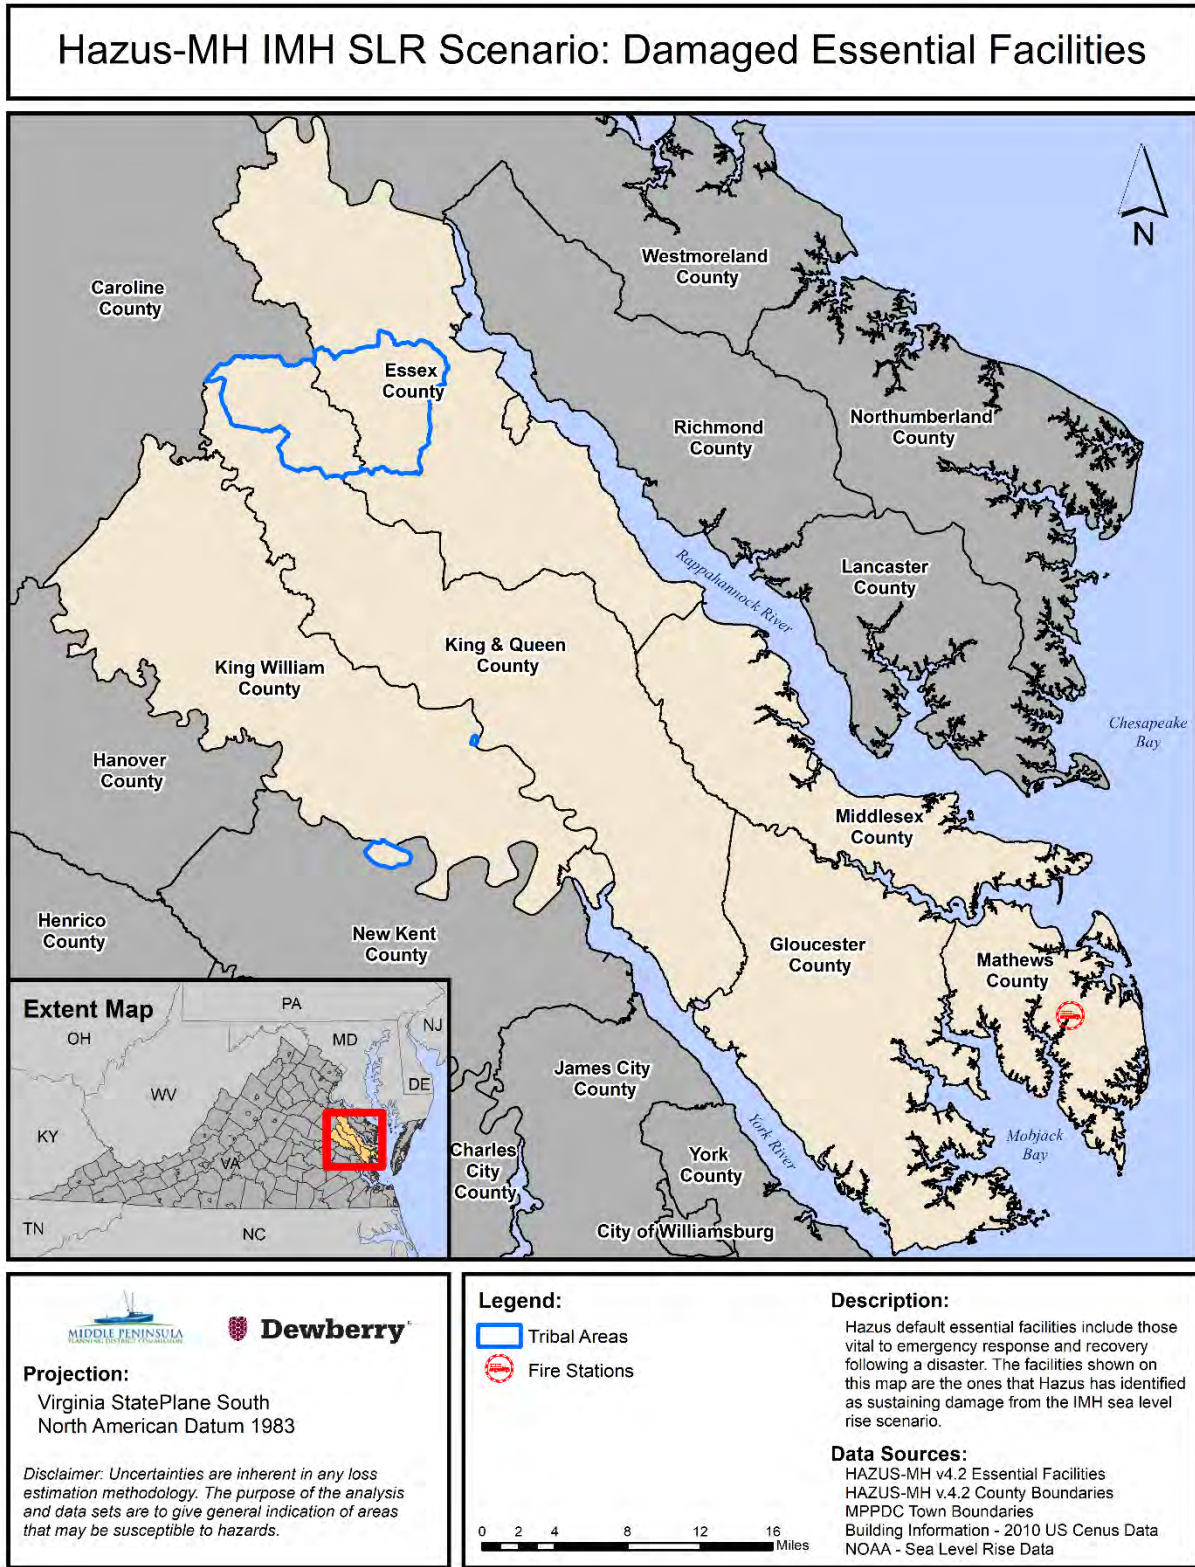 Hazus-MH IMH SLR Scenario: Damaged Essential Facilities
N
Westmoreland
County
Caroline
County
Essex
County
Northumberland
County
Richmond
County
Lancaster
County
Rappahannock River
King & Queen
County
King William
County
Chesapeake
Bay
Hanover
County
Middlesex
County
Henrico
County
New Kent
County
Gloucester
County
Mathews
County
James City
County
York River
Mobjack
Bay
Charles
City
County
York
County
City of Williamsburg
Extent Map
PA
OH
MD
NJ
WV
DE
KY
VA
TN
NC
MIDDLE PENINSULA
PLANNING DISTRICT COMMISSION
Dewberry
Projection:
Virginia StatePlane South
North American Datum 1983
Disclaimer: Uncertainties are inherent in any loss
estimation methodology. The purpose of the analysis
and data sets are to give general indication of areas
that may be susceptible to hazards.
Legend:
Tribal Areas
Fire Stations
0 2 4 8 12 16
Miles
Description:
Hazus default essential facilities include those
vital to emergency response and recovery
following a disaster. The facilities shown on
this map are the ones that Hazus has identified
as sustaining damage from the IMH sea level
rise scenario.
Data Sources:
HAZUS-MH v4.2 Essential Facilities
HAZUS-MH v.4.2 County Boundaries
MPPDC Town Boundaries
Building Information - 2010 US Cenus Data
NOAA - Sea Level Rise Data